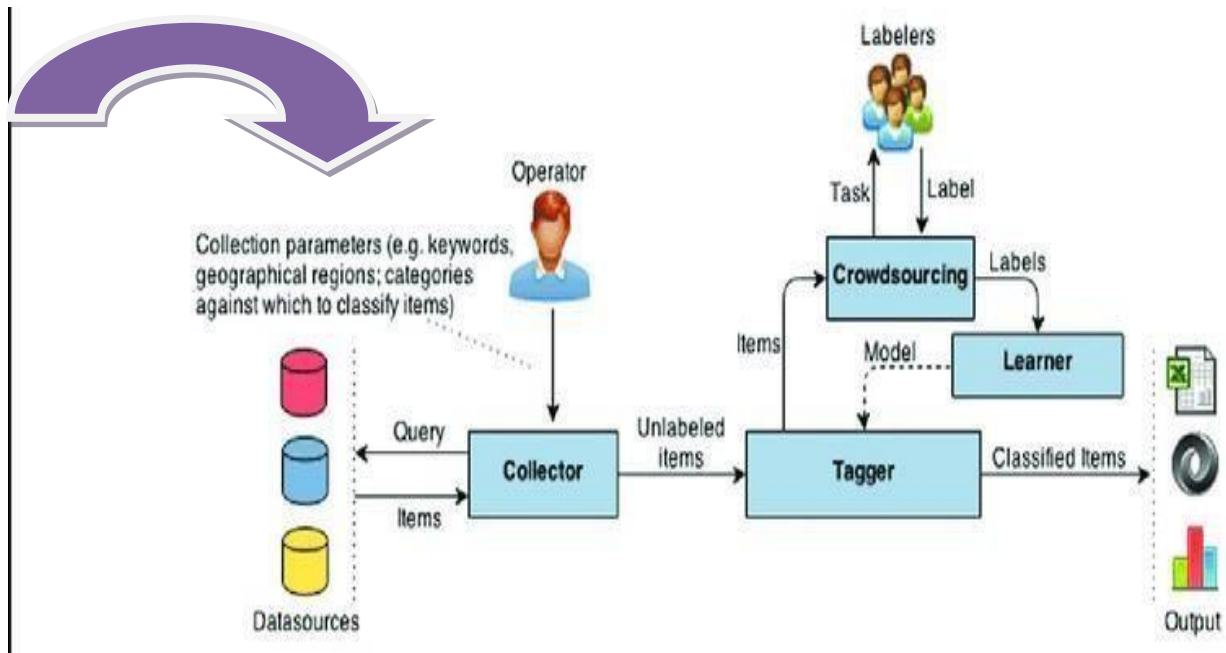 Labelers
Operator
Task
Label
Collection parameters (e.g. keywords,
geographical regions; categories
against which to classify items)
Crowdsourcing
Labels
Items
Model
Learner
Query
Collector
Unlabeled
items
Tagger
Classified Items
Items
Datasources
Output